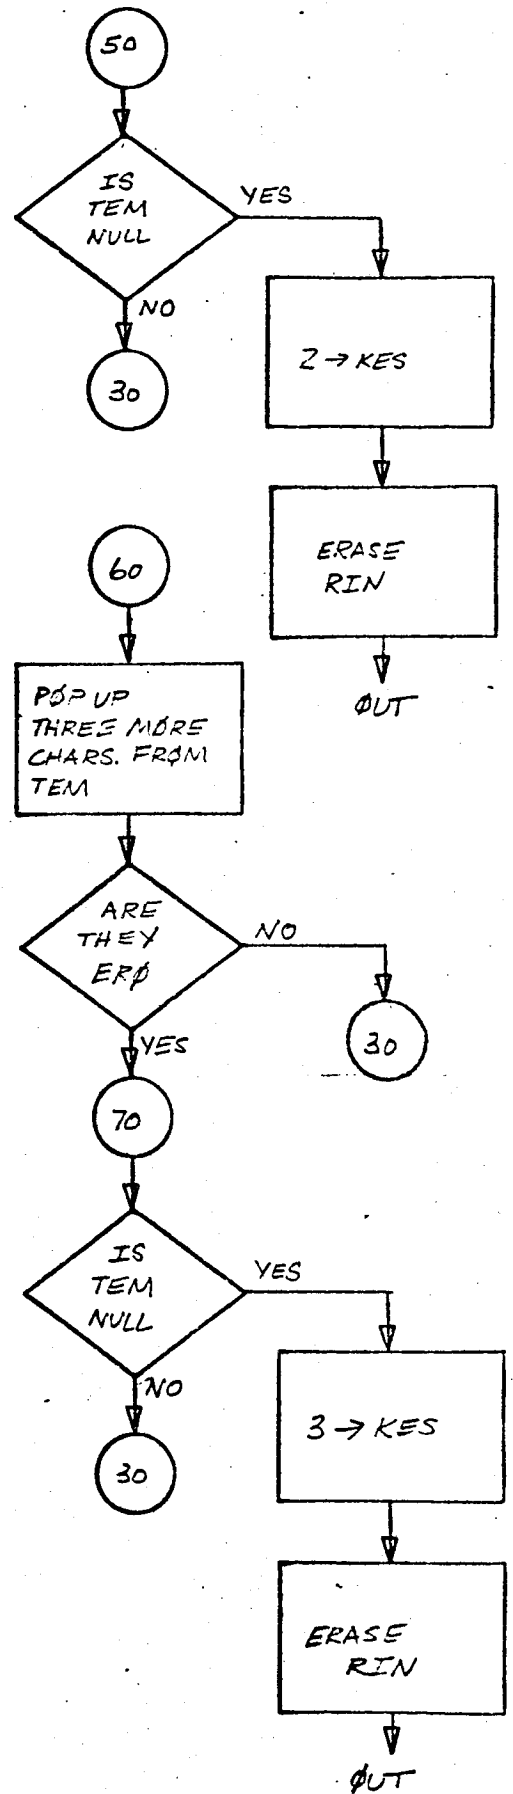 50
IS
TEM
NULL
YES
NO
30
2 → KES
ERASE
RIN
ØUT
60
PØP UP
THREE MØRE
CHARS. FRØM
TEM
ARE
THEY
ERØ
NO
30
YES
70
IS
TEM
NULL
YES
NO
30
3 → KES
ERASE
RIN
ØUT